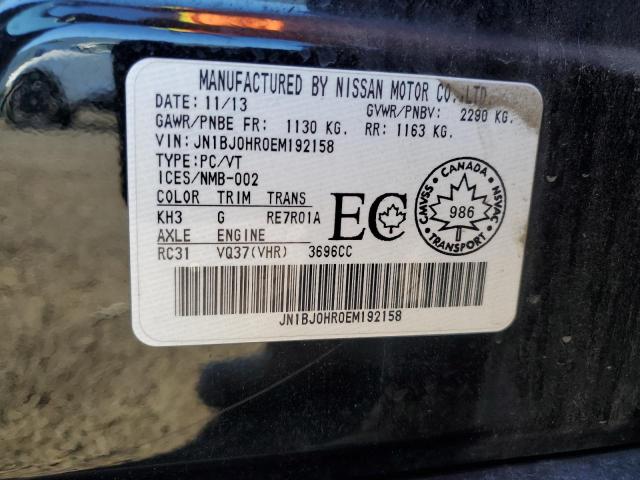 MANUFACTURED BY NISSAN MOTOR CO.,LTD.
DATE: 11/13 GVWR/PNBV: 2290 KG.
GAWR/PNBE FR: 1130 KG. RR: 1163 KG.
VIN: JN1BJ0HR0EM192158
TYPE:PC/VT
ICES/NMB-002
COLOR TRIM TRANS
KH3 G RE7R01A
AXLE ENGINE
RC31 VQ37(VHR) 3696CC
EC
CANADA
CMVSS 986 NSVAC
TRANSPORT
JN1BJ0HR0EM192158